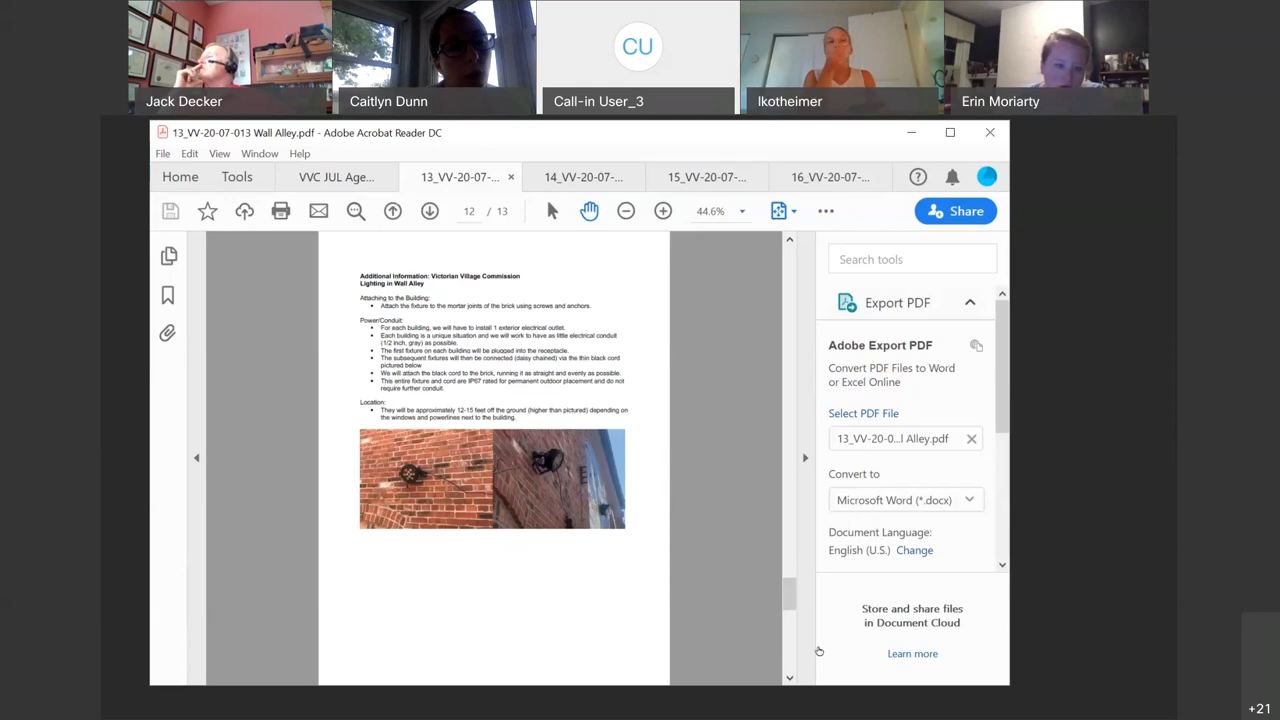 CU
Jack Decker
Caitlyn Dunn
Call-in User_3
lkotheimer
Erin Moriarty
13_VV-20-07-013 Wall Alley.pdf - Adobe Acrobat Reader DC
File Edit View Window Help
Home Tools VVC JUL Age... 13_VV-20-07-... × 14_VV-20-07-... 15_VV-20-07-... 16_VV-20-07-...
12 / 13 44.6% Share
Additional Information: Victorian Village Commission
Lighting in Wall Alley
Attaching to the Building:
• Attach the fixture to the mortar joints of the brick using screws and anchors.
Power/Conduit:
• For each building, we will have to install 1 exterior electrical outlet.
• Each building is a unique situation and we will work to have as little electrical conduit
(1/2 inch, gray) as possible.
• The first fixture on each building will be plugged into the receptacle.
• The subsequent fixtures will then be connected (daisy chained) via the thin black cord
pictured below
• We will attach the black cord to the brick, running it as straight and evenly as possible.
• This entire fixture and cord are IP67 rated for permanent outdoor placement and do not
require further conduit.
Location:
• They will be approximately 12-15 feet off the ground (higher than pictured) depending on
the windows and powerlines next to the building.
Search tools
Export PDF
Adobe Export PDF
Convert PDF Files to Word
or Excel Online
Select PDF File
13_VV-20-0...l Alley.pdf
Convert to
Microsoft Word (*.docx)
Document Language:
English (U.S.) Change
Store and share files
in Document Cloud
Learn more
+21